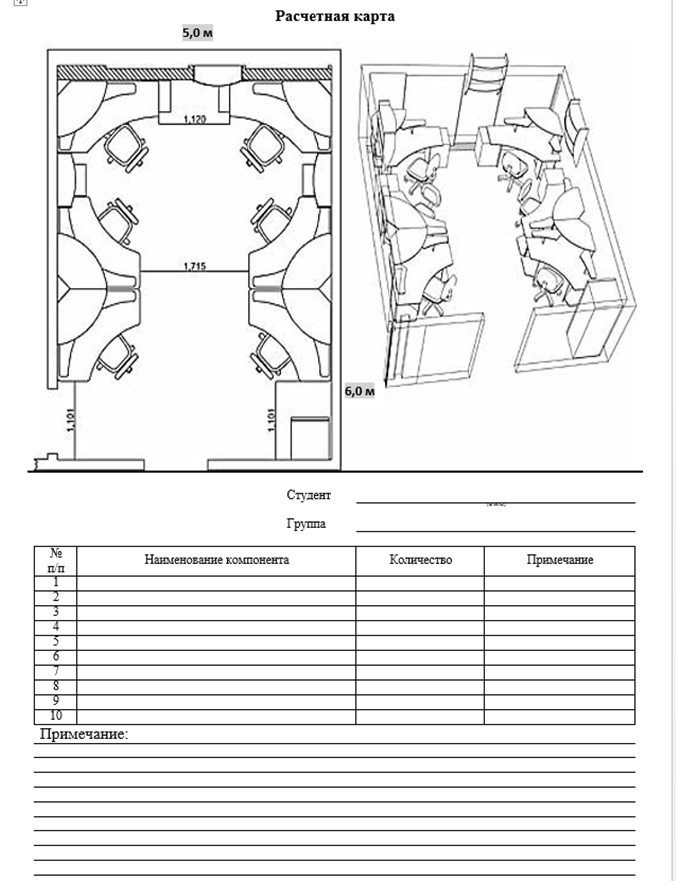 Расчетная карта
5,0 м
1,120
1,715
6,0 м
1,101
1,101
Студент
Группа
№ п/п
Наименование компонента
Количество
Примечание
1
2
3
4
5
6
7
8
9
10
Примечание: